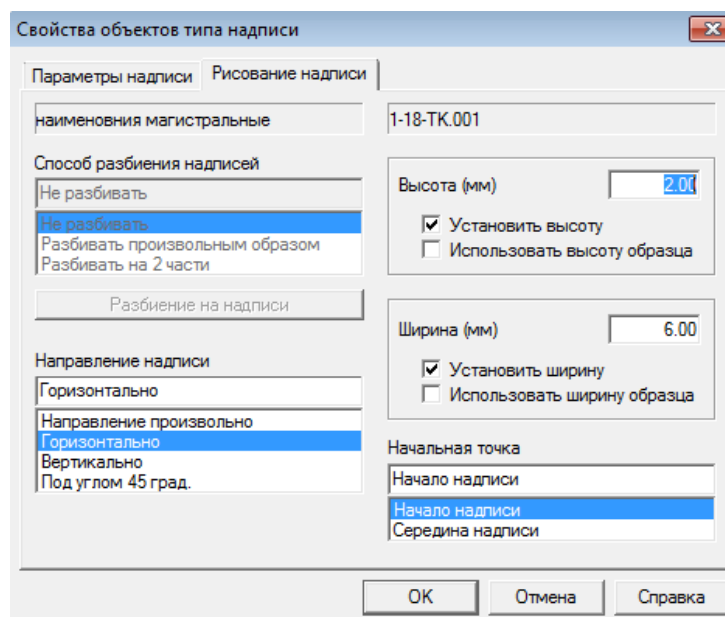 Свойства объектов типа надписи
Параметры надписи
Рисование надписи
наименовния магистральные
1-18-ТК.001
Способ разбиения надписей
Не разбивать
Не разбивать
Разбивать произвольным образом
Разбивать на 2 части
Разбиение на надписи
Направление надписи
Горизонтально
Направление произвольно
Горизонтально
Вертикально
Под углом 45 град.
Высота (мм)
2.00
Установить высоту
Использовать высоту образца
Ширина (мм)
6.00
Установить ширину
Использовать ширину образца
Начальная точка
Начало надписи
Начало надписи
Середина надписи
OK
Отмена
Справка